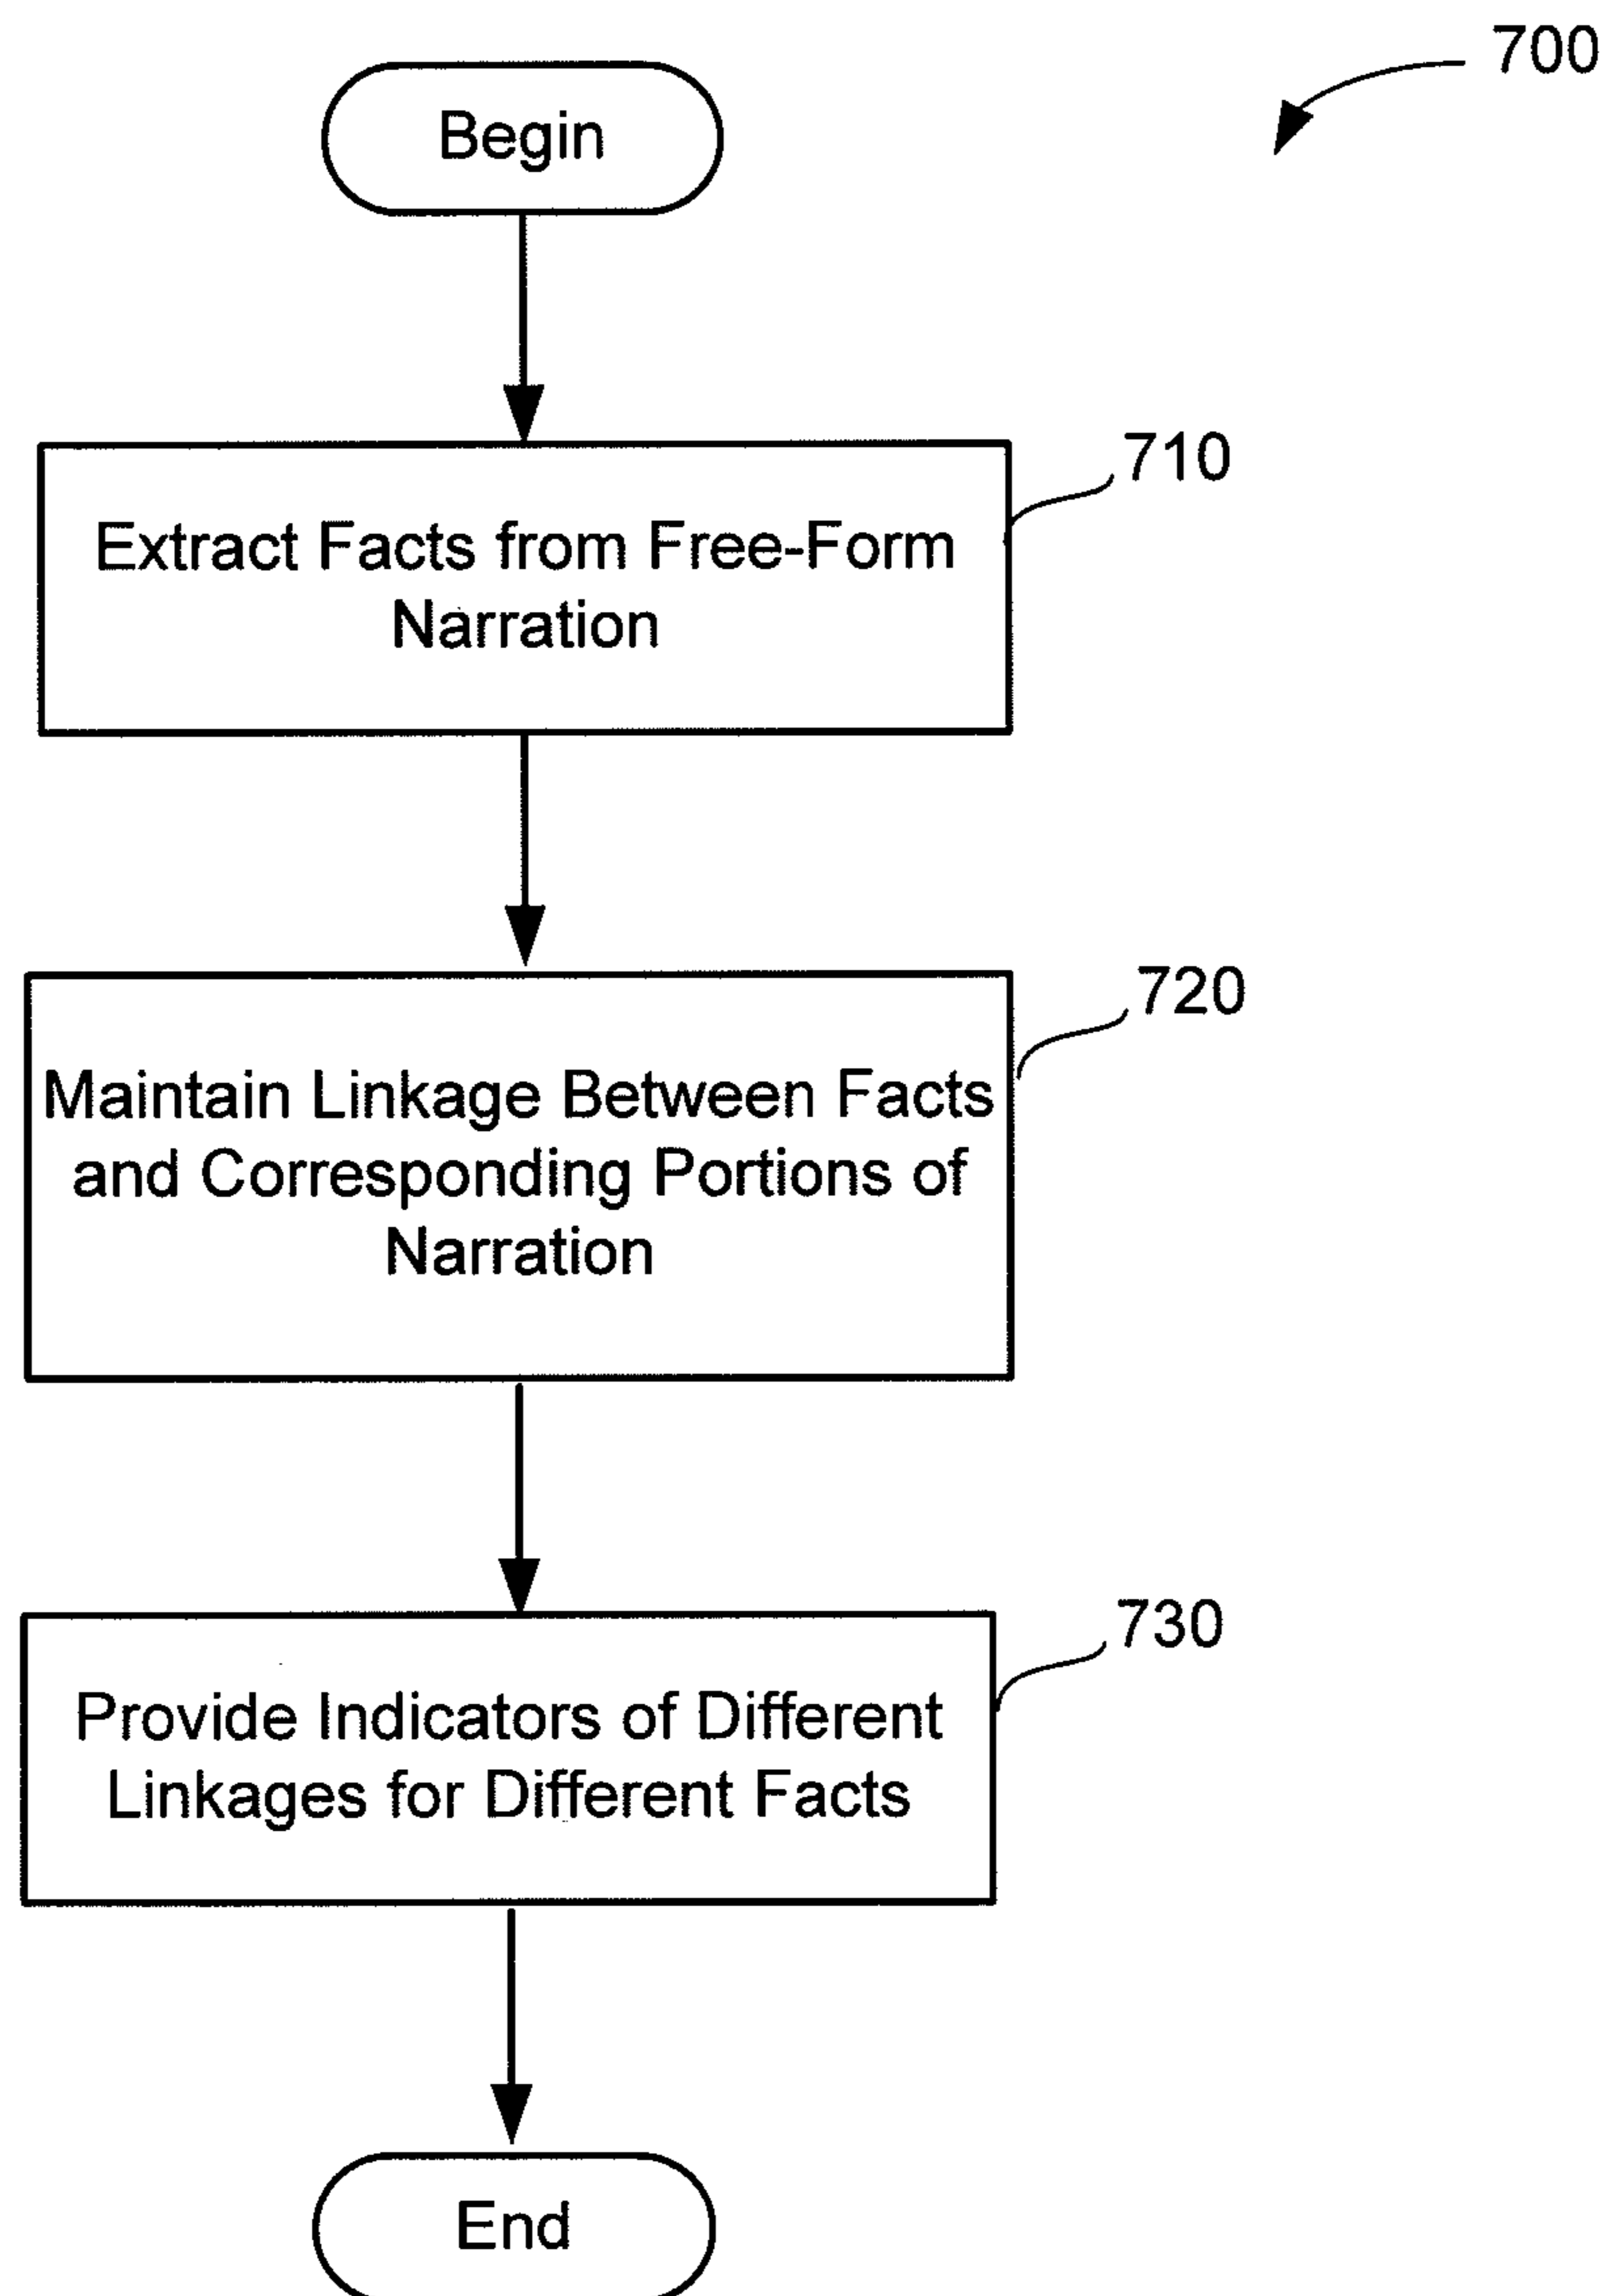 700
Begin
710
Extract Facts from Free-Form
Narration
720
Maintain Linkage Between Facts
and Corresponding Portions of
Narration
730
Provide Indicators of Different
Linkages for Different Facts
End